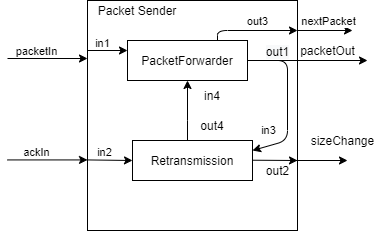 Packet Sender
out3
nextPacket
packetIn
in1
out1
packetOut
PacketForwarder
in4
out4
in3
sizeChange
ackIn
in2
Retransmission
out2